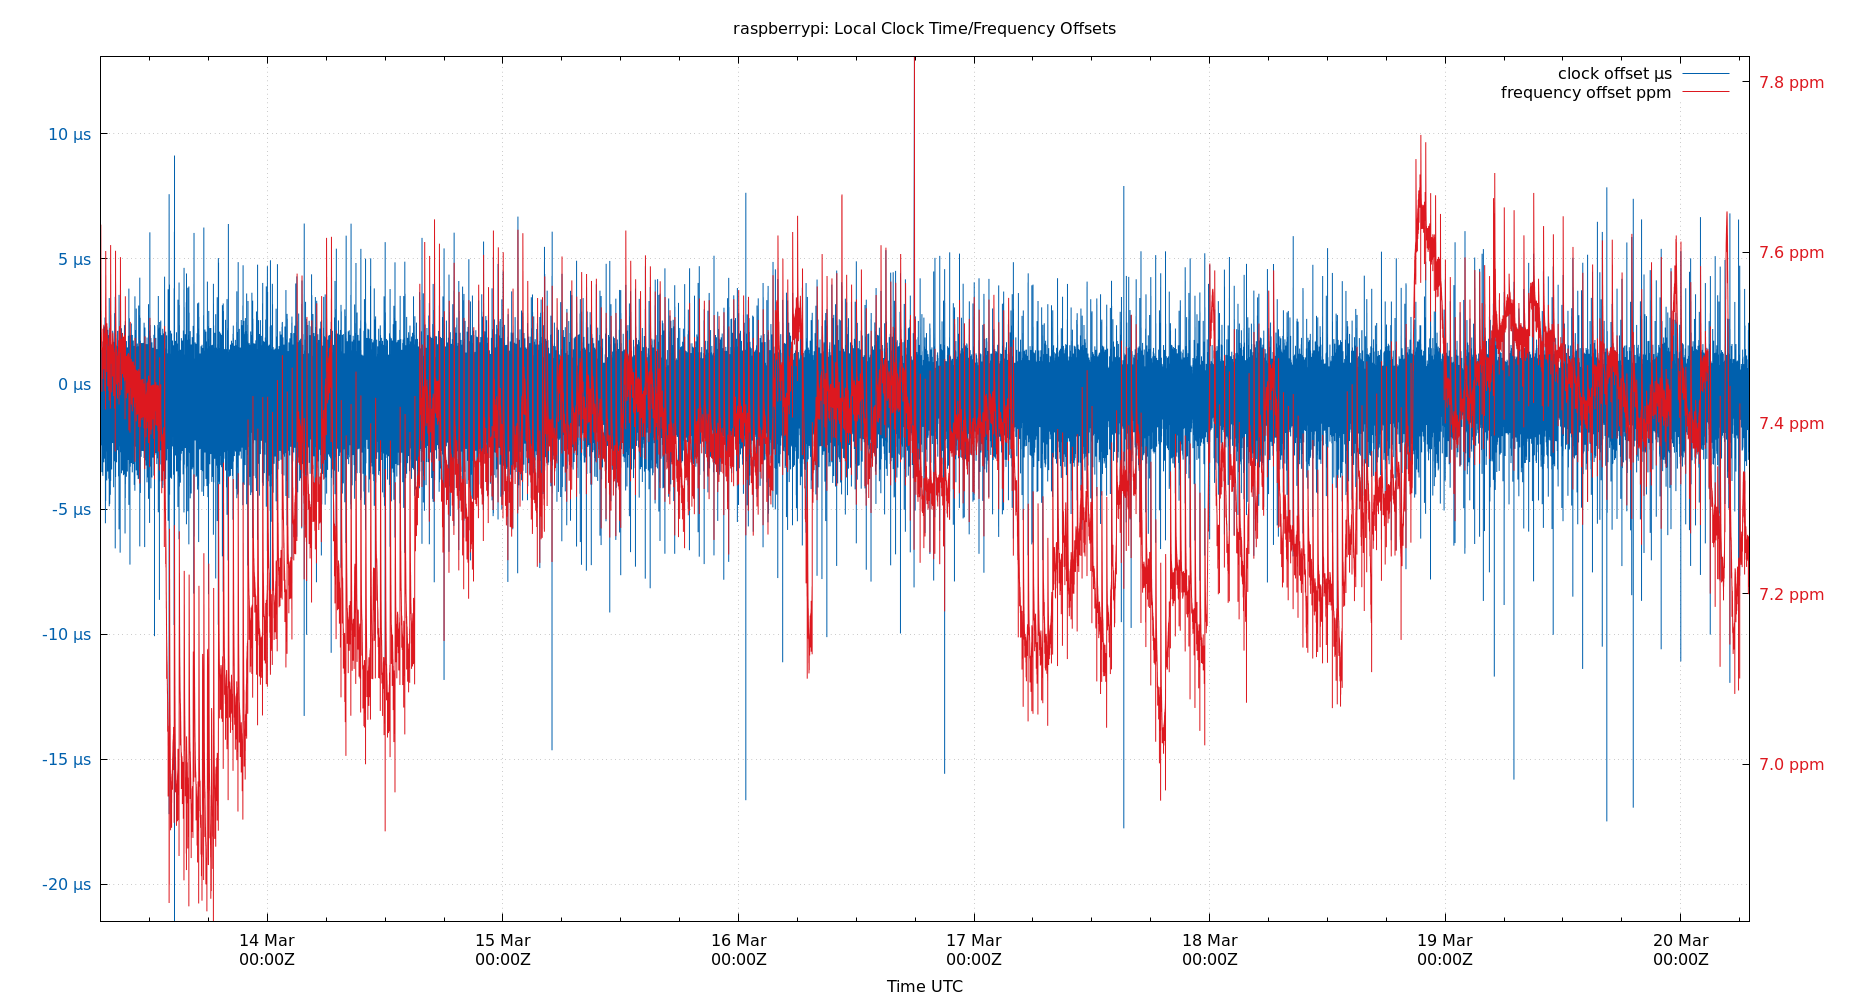 raspberrypi: Local Clock Time/Frequency Offsets
clock offset µs
frequency offset ppm
10 µs
5 µs
0 µs
-5 µs
-10 µs
-15 µs
-20 µs
7.8 ppm
7.6 ppm
7.4 ppm
7.2 ppm
7.0 ppm
14 Mar
00:00Z
15 Mar
00:00Z
16 Mar
00:00Z
17 Mar
00:00Z
18 Mar
00:00Z
19 Mar
00:00Z
20 Mar
00:00Z
Time UTC